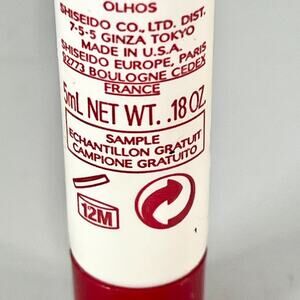 OLHOS
SHISEIDO CO., LTD. DIST.
7-5-5 GINZA TOKYO
MADE IN U.S.A.
SHISEIDO EUROPE, PARIS
92773 BOULOGNE CEDEX
FRANCE
5mL NET WT. .18 OZ.
SAMPLE
ECHANTILLON GRATUIT
CAMPIONE GRATUITO
12M